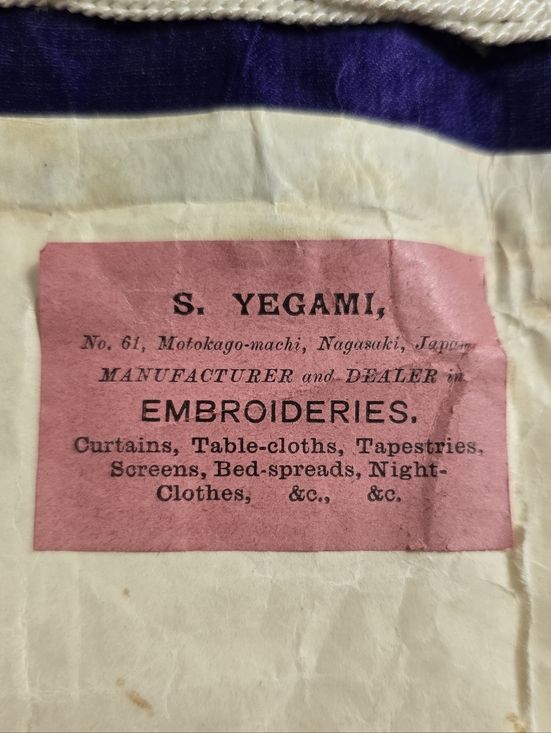 S. YEGAMI,
No. 61, Motokago-machi, Nagasaki, Japan
MANUFACTURER and DEALER in
EMBROIDERIES.
Curtains, Table-cloths, Tapestries,
Screens, Bed-spreads, Night-
Clothes, &c., &c.